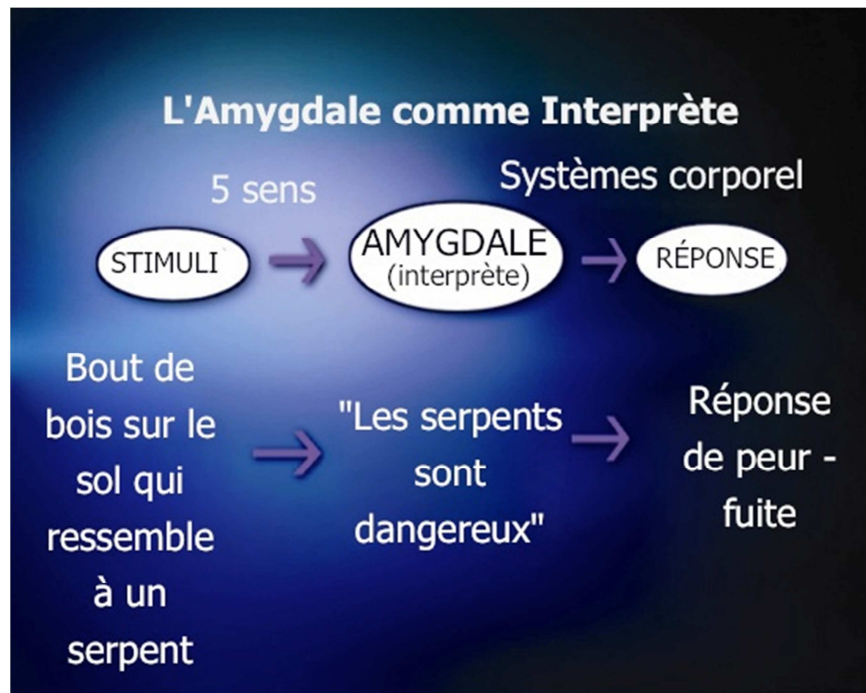 L'Amygdale comme Interprète
5 sens
Systèmes corporel
STIMULI
AMYGDALE
(interprète)
RÉPONSE
Bout de
bois sur le
sol qui
ressemble
à un
serpent
"Les serpents
sont
dangereux"
Réponse
de peur -
fuite